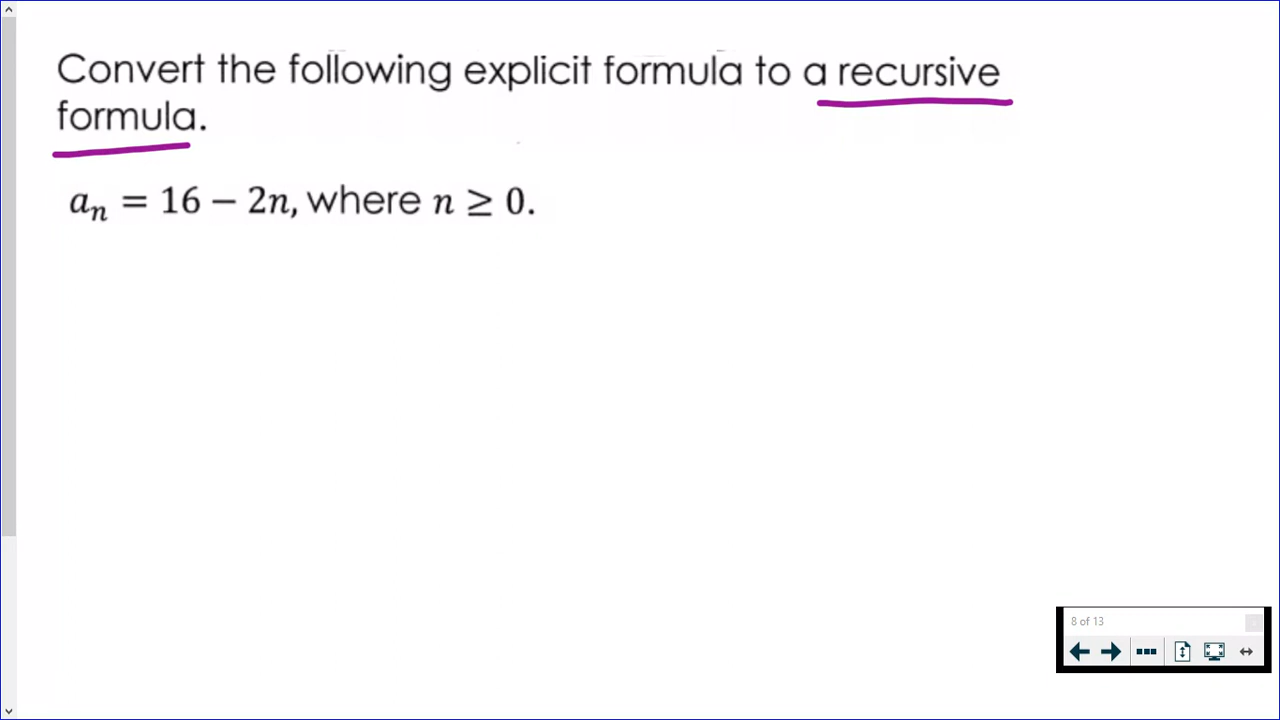 Convert the following explicit formula to a recursive
formula.
aₙ = 16 − 2n, where n ≥ 0.
8 of 13